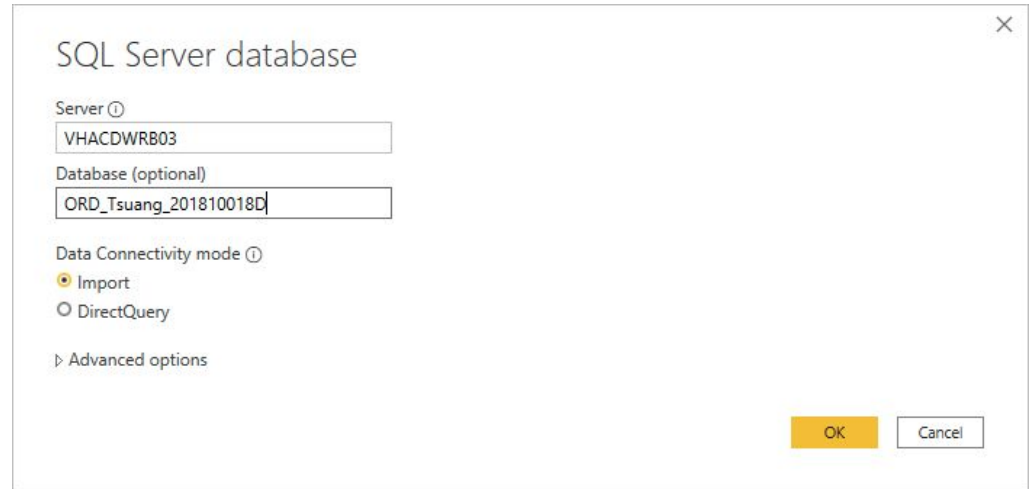 SQL Server database
Server
VHACDWRB03
Database (optional)
ORD_Tsuang_201810018D
Data Connectivity mode
Import
DirectQuery
Advanced options
OK Cancel